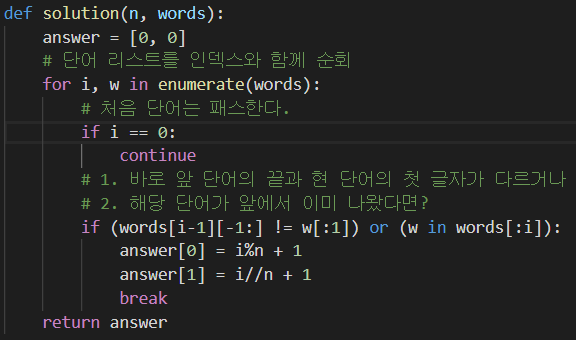 def solution(n, words):
    answer = [0, 0]
    # 단어 리스트를 인덱스와 함께 순회
    for i, w in enumerate(words):
        # 처음 단어는 패스한다.
        if i == 0:
            continue
        # 1. 바로 앞 단어의 끝과 현 단어의 첫 글자가 다르거나
        # 2. 해당 단어가 앞에서 이미 나왔다면?
        if (words[i-1][-1:] != w[:1]) or (w in words[:i]):
            answer[0] = i%n + 1
            answer[1] = i//n + 1
            break
    return answer